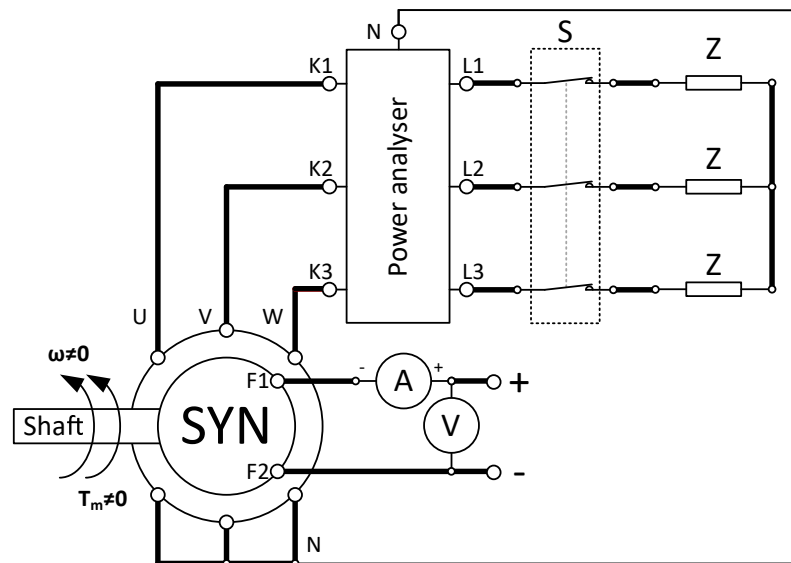 N
S
Z
K1
L1
K2
L2
Z
Power analyser
K3
L3
Z
U
V
W
ω≠0
F1
-
A
+
+
Shaft
SYN
V
F2
-
Tm≠0
N